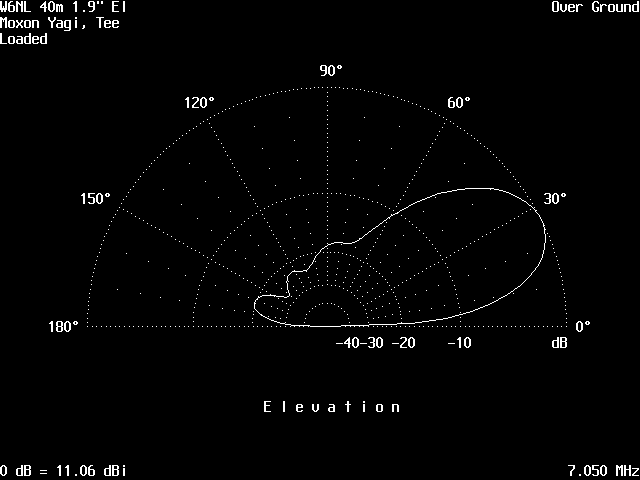 W6NL 40m 1.9" El
Over Ground
Moxon Yagi, Tee
Loaded
90°
120°
60°
150°
30°
180°
0°
-40 -30 -20 -10 dB
Elevation
0 dB = 11.06 dBi
7.050 MHz